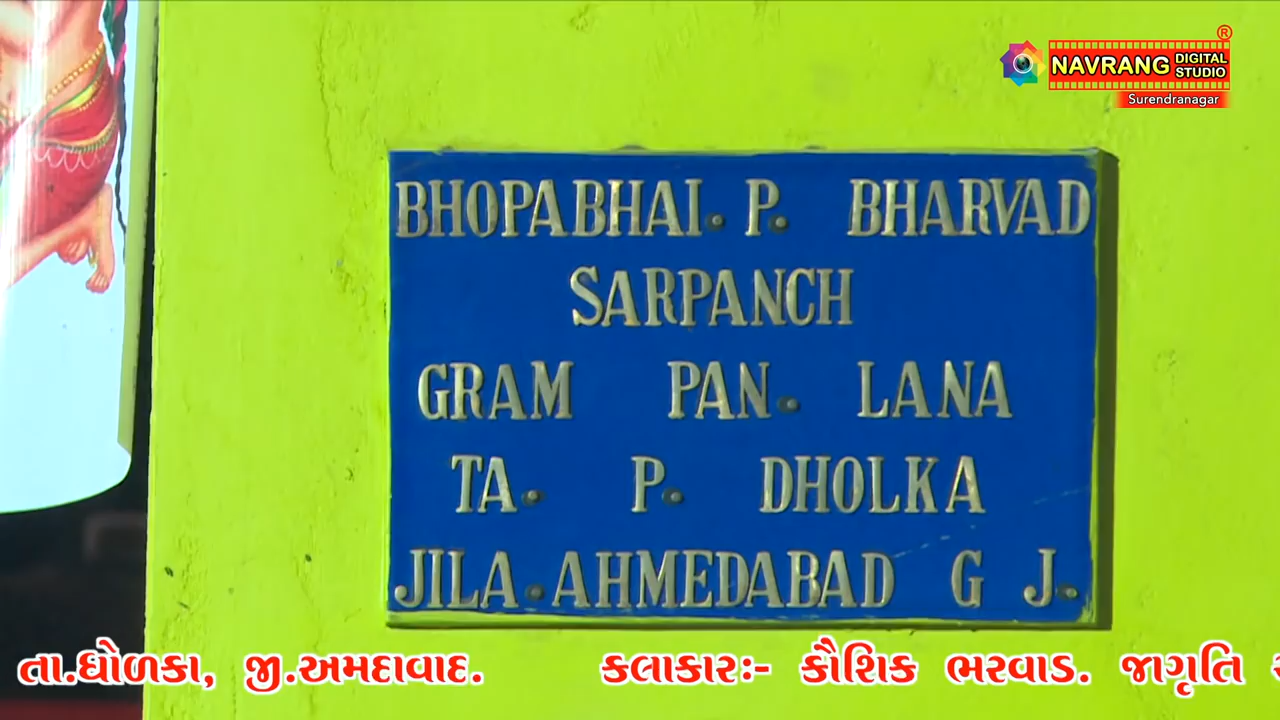 NAVRANG DIGITAL STUDIO ®
Surendranagar
BHOPABHAI. P. BHARVAD
SARPANCH
GRAM PAN. LANA
TA. P. DHOLKA
JILA. AHMEDABAD G J.
તા.ધોળકા, જી.અમદાવાદ. કલાકારઃ- કૌશિક ભરવાડ. જાગૃતિ